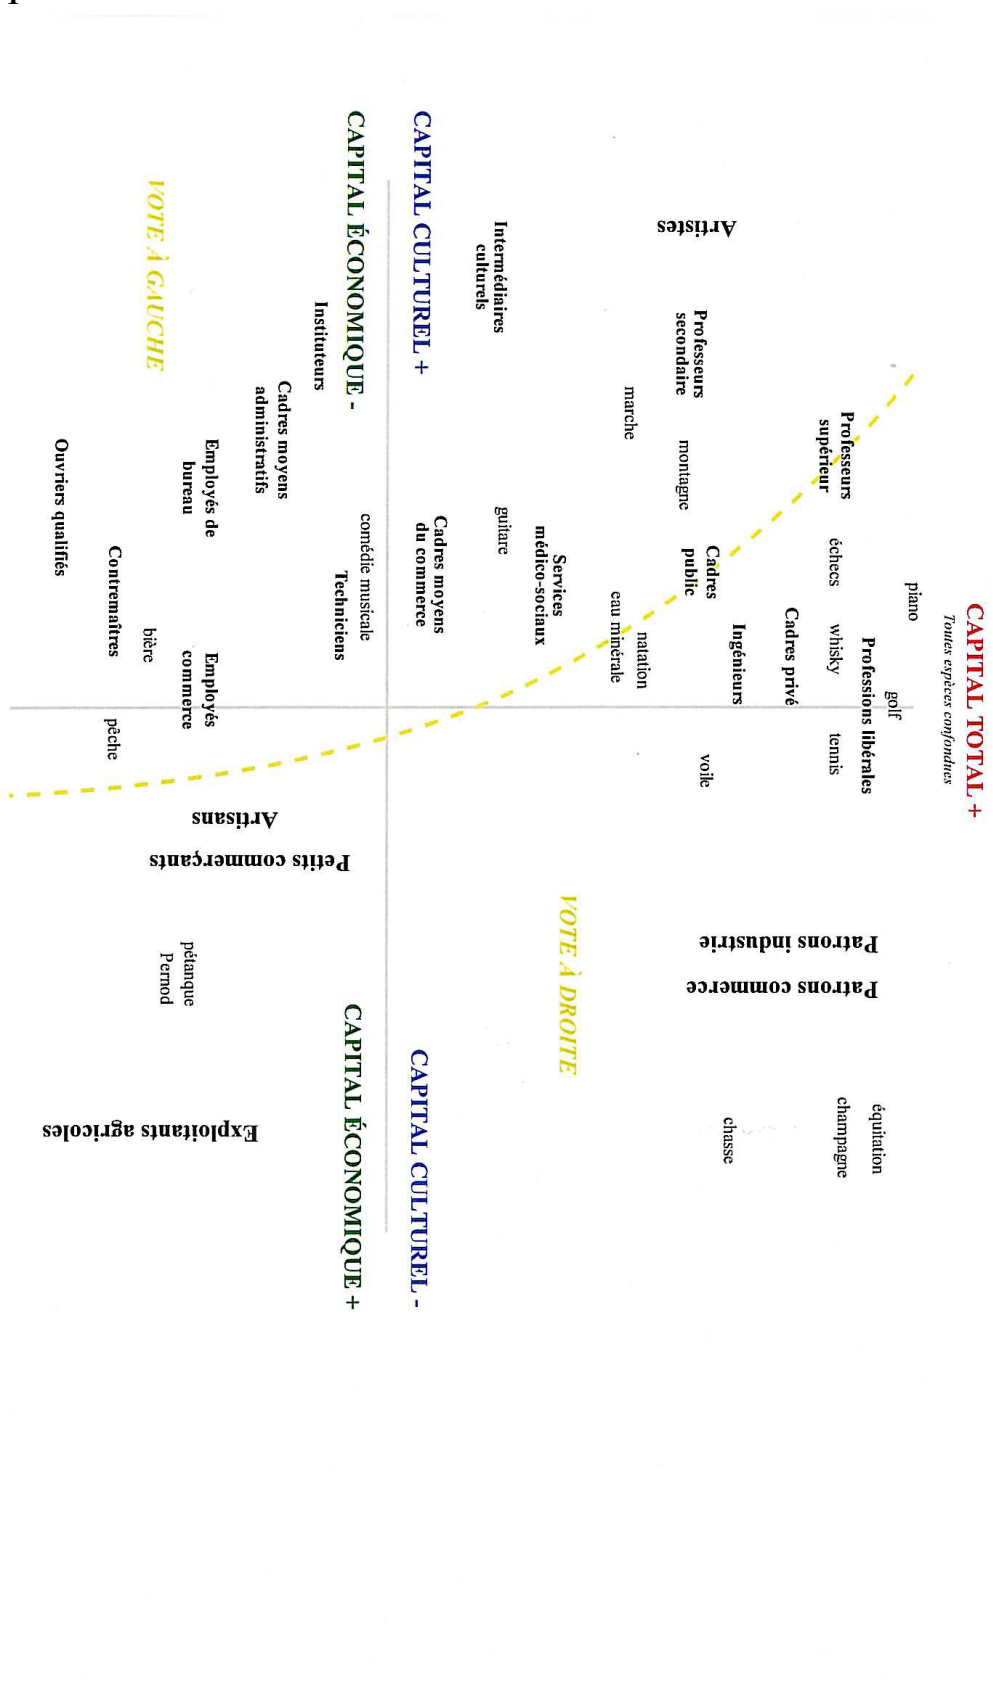 CAPITAL TOTAL +
Toutes espèces confondues
piano
golf
équitation
Professions libérales
Professeurs
supérieur
échecs
whisky
tennis
champagne
Patrons industrie
Patrons commerce
Cadres privé
Ingénieurs
Artistes
Professeurs
secondaire
montagne
Cadres
public
voile
chasse
marche
natation
eau minérale
VOTE À DROITE
Services
médico-sociaux
Intermédiaires
culturels
guitare
Cadres moyens
du commerce
CAPITAL CULTUREL +
CAPITAL CULTUREL -
CAPITAL ÉCONOMIQUE -
CAPITAL ÉCONOMIQUE +
comédie musicale
Techniciens
Instituteurs
Petits commerçants
Artisans
Cadres moyens
administratifs
Exploitants agricoles
Employés de
bureau
Employés
commerce
pétanque
Pernod
VOTE À GAUCHE
bière
Contremaîtres
pêche
Ouvriers qualifiés